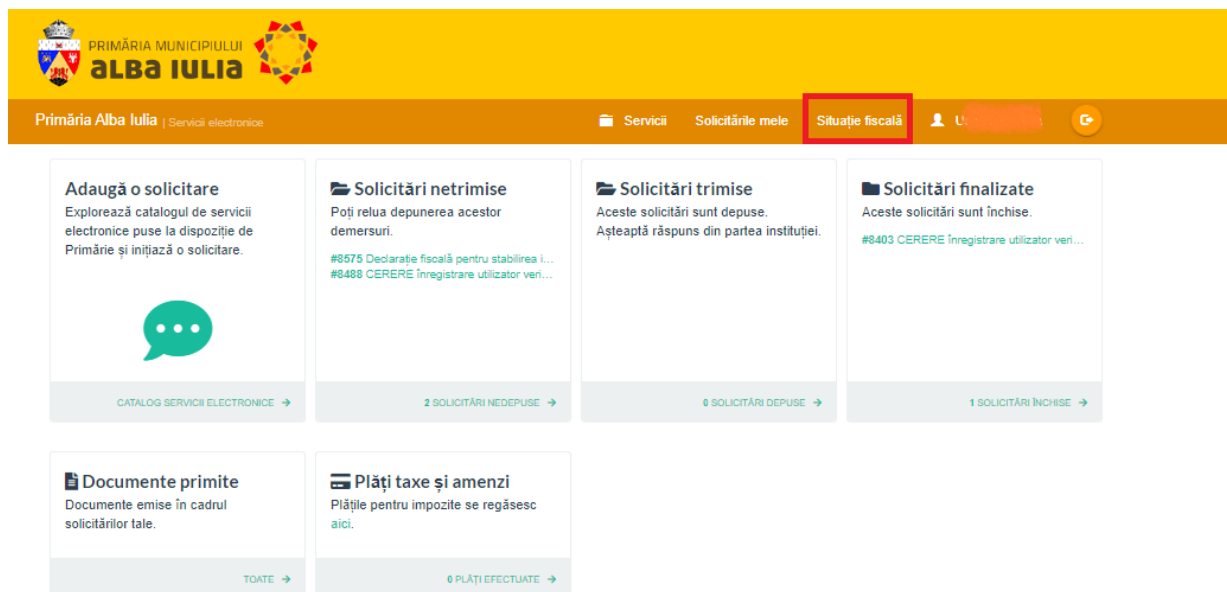 PRIMĂRIA MUNICIPIULUI
ALBA IULIA
Primăria Alba Iulia | Servicii electronice
Servicii
Solicitările mele
Situație fiscală
Adaugă o solicitare
Explorează catalogul de servicii
electronice puse la dispoziție de
Primărie și inițiază o solicitare.
CATALOG SERVICII ELECTRONICE →
Solicitări netrimise
Poți relua depunerea acestor
demersuri.
#8575 Declarație fiscală pentru stabilirea i...
#8488 CERERE înregistrare utilizator veri...
2 SOLICITĂRI NEDEPUSE →
Solicitări trimise
Aceste solicitări sunt depuse.
Așteaptă răspuns din partea instituției.
0 SOLICITĂRI DEPUSE →
Solicitări finalizate
Aceste solicitări sunt închise.
#8403 CERERE înregistrare utilizator veri...
1 SOLICITĂRI ÎNCHISE →
Documente primite
Documente emise în cadrul
solicitărilor tale.
TOATE →
Plăți taxe și amenzi
Plățile pentru impozite se regăsesc
aici.
0 PLĂȚI EFECTUATE →